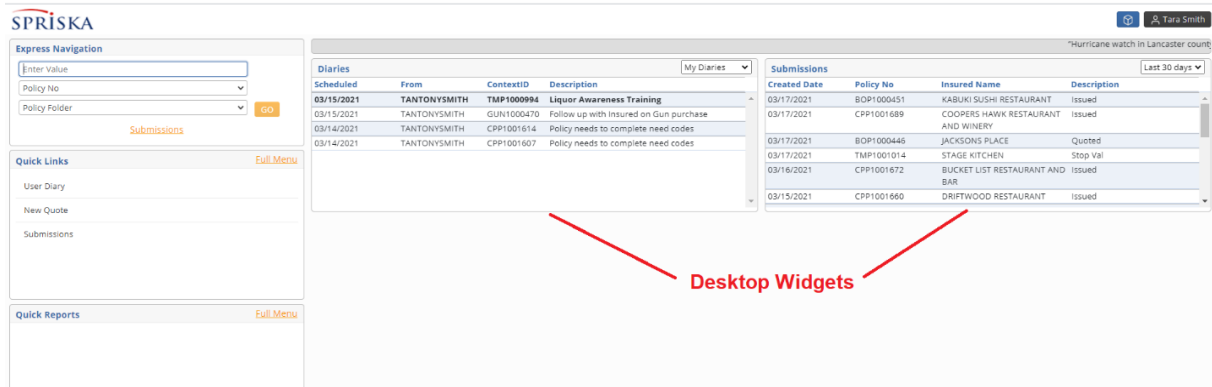 SPRISKA
Tara Smith
Express Navigation
Enter Value
Policy No
Policy Folder
GO
Submissions
Quick Links
Full Menu
User Diary
New Quote
Submissions
Quick Reports
Full Menu
"Hurricane watch in Lancaster county
Diaries
My Diaries
Scheduled From ContextID Description
03/15/2021 TANTONYSMITH TMP1000994 Liquor Awareness Training
03/15/2021 TANTONYSMITH GUN1000470 Follow up with Insured on Gun purchase
03/14/2021 TANTONYSMITH CPP1001614 Policy needs to complete need codes
03/14/2021 TANTONYSMITH CPP1001607 Policy needs to complete need codes
Submissions
Last 30 days
Created Date Policy No Insured Name Description
03/17/2021 BOP1000451 KABUKI SUSHI RESTAURANT Issued
03/17/2021 CPP1001689 COOPERS HAWK RESTAURANT Issued
AND WINERY
03/17/2021 BOP1000446 JACKSONS PLACE Quoted
03/17/2021 TMP1001014 STAGE KITCHEN Stop Val
03/16/2021 CPP1001672 BUCKET LIST RESTAURANT AND Issued
BAR
03/15/2021 CPP1001660 DRIFTWOOD RESTAURANT Issued
Desktop Widgets